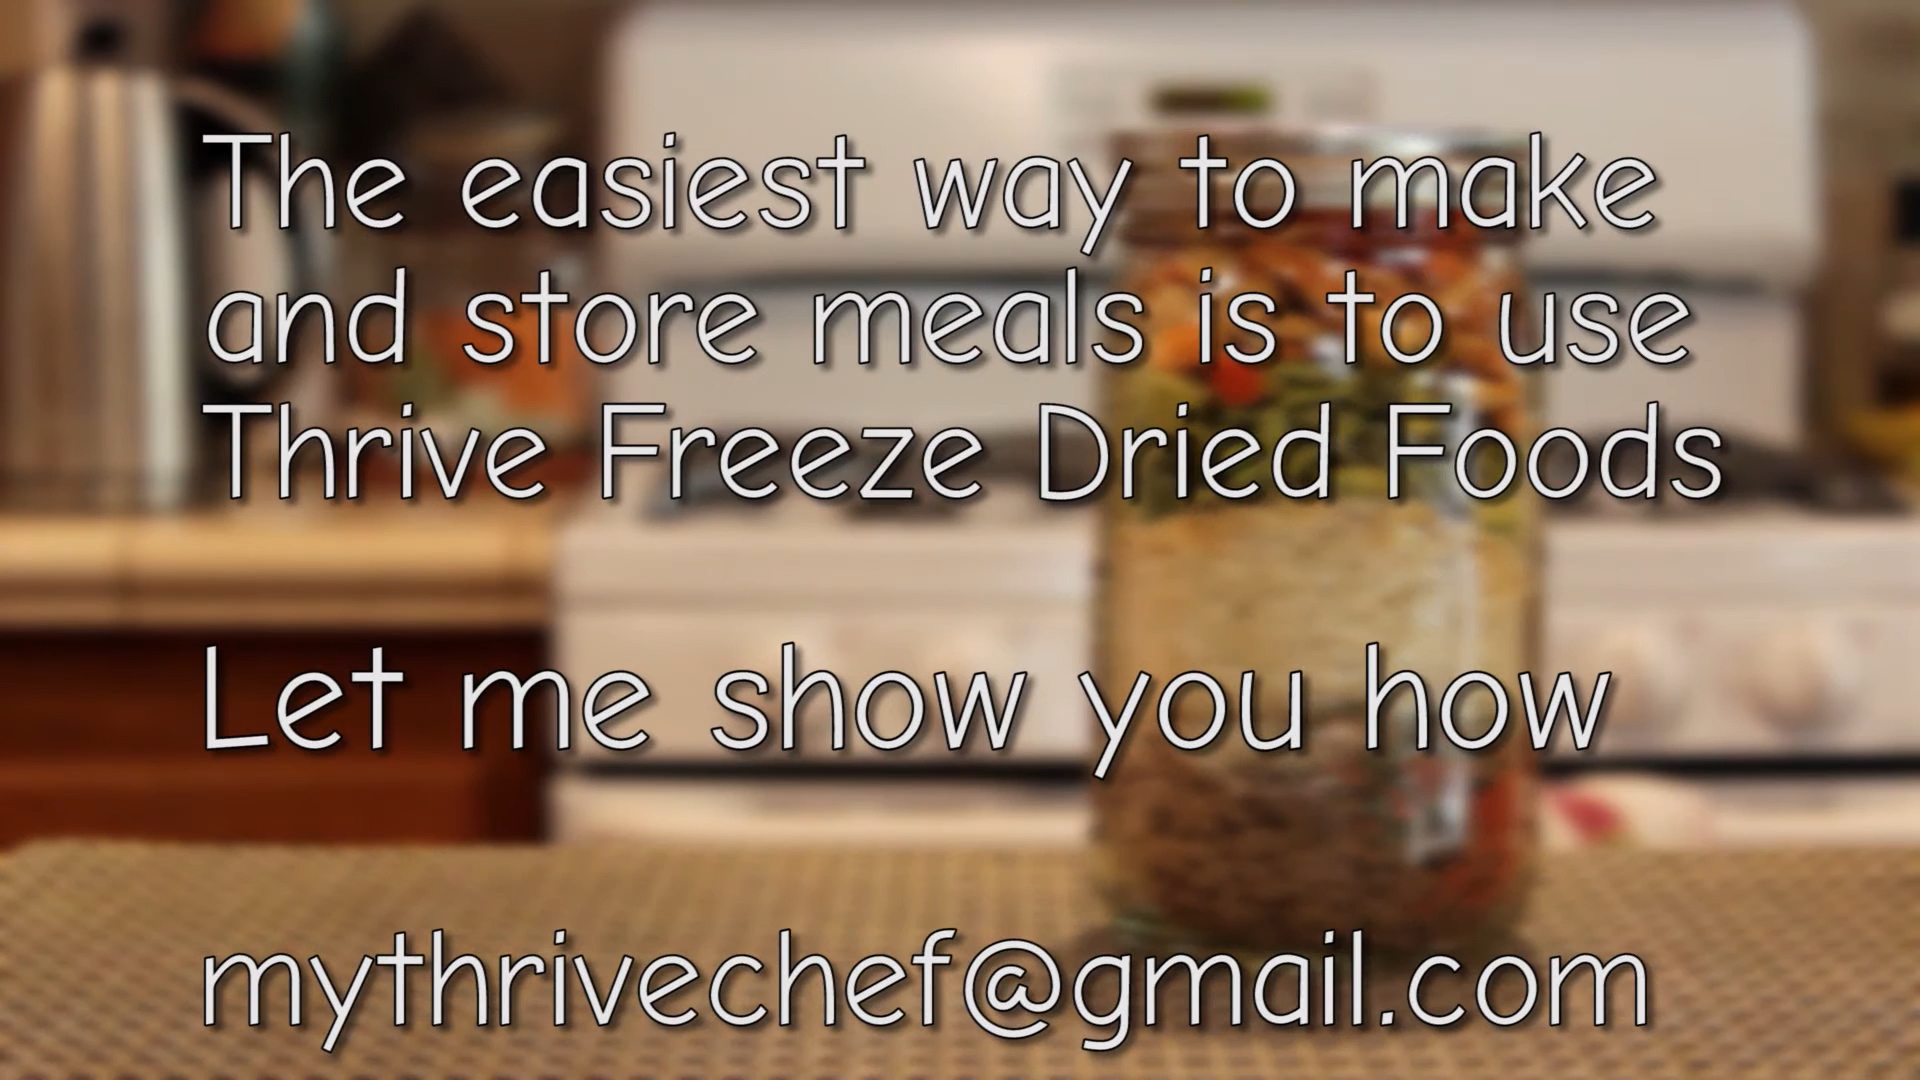 The easiest way to make
and store meals is to use
Thrive Freeze Dried Foods
Let me show you how
mythrivechef@gmail.com